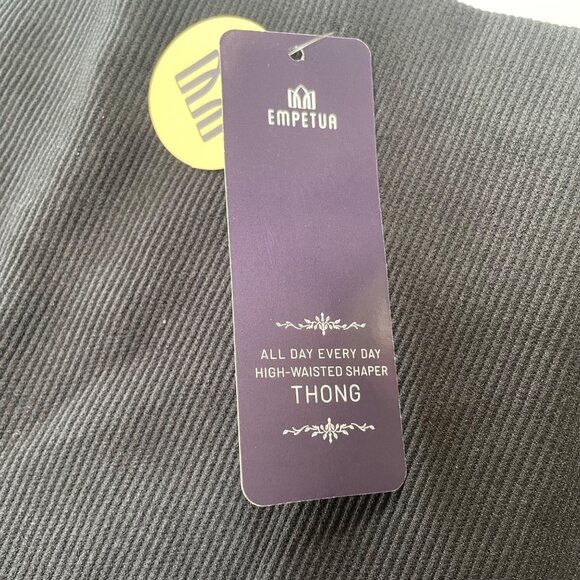 EMPETUA
ALL DAY EVERY DAY
HIGH-WAISTED SHAPER
THONG